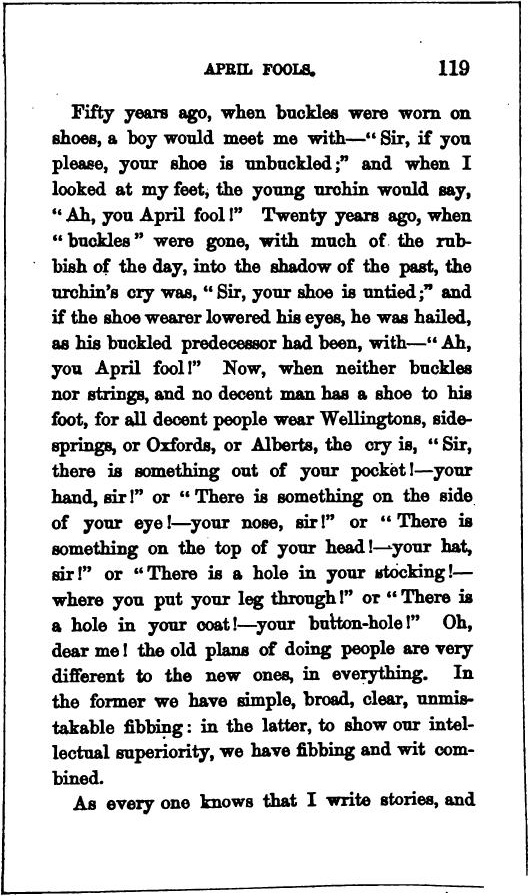 APRIL FOOLS. 119
Fifty years ago, when buckles were worn on
shoes, a boy would meet me with—“Sir, if you
please, your shoe is unbuckled;” and when I
looked at my feet, the young urchin would say,
“Ah, you April fool!” Twenty years ago, when
“buckles” were gone, with much of the rub-
bish of the day, into the shadow of the past, the
urchin's cry was, “Sir, your shoe is untied;” and
if the shoe wearer lowered his eyes, he was hailed,
as his buckled predecessor had been, with—“Ah,
you April fool!” Now, when neither buckles
nor strings, and no decent man has a shoe to his
foot, for all decent people wear Wellingtons, side-
springs, or Oxfords, or Alberts, the cry is, “Sir,
there is something out of your pocket!—your
hand, sir!” or “There is something on the side
of your eye!—your nose, sir!” or “There is
something on the top of your head!—your hat,
sir!” or “There is a hole in your stocking!—
where you put your leg through!” or “There is
a hole in your coat!—your button-hole!” Oh,
dear me! the old plans of doing people are very
different to the new ones, in everything. In
the former we have simple, broad, clear, unmis-
takable fibbing: in the latter, to show our intel-
lectual superiority, we have fibbing and wit com-
bined.
As every one knows that I write stories, and